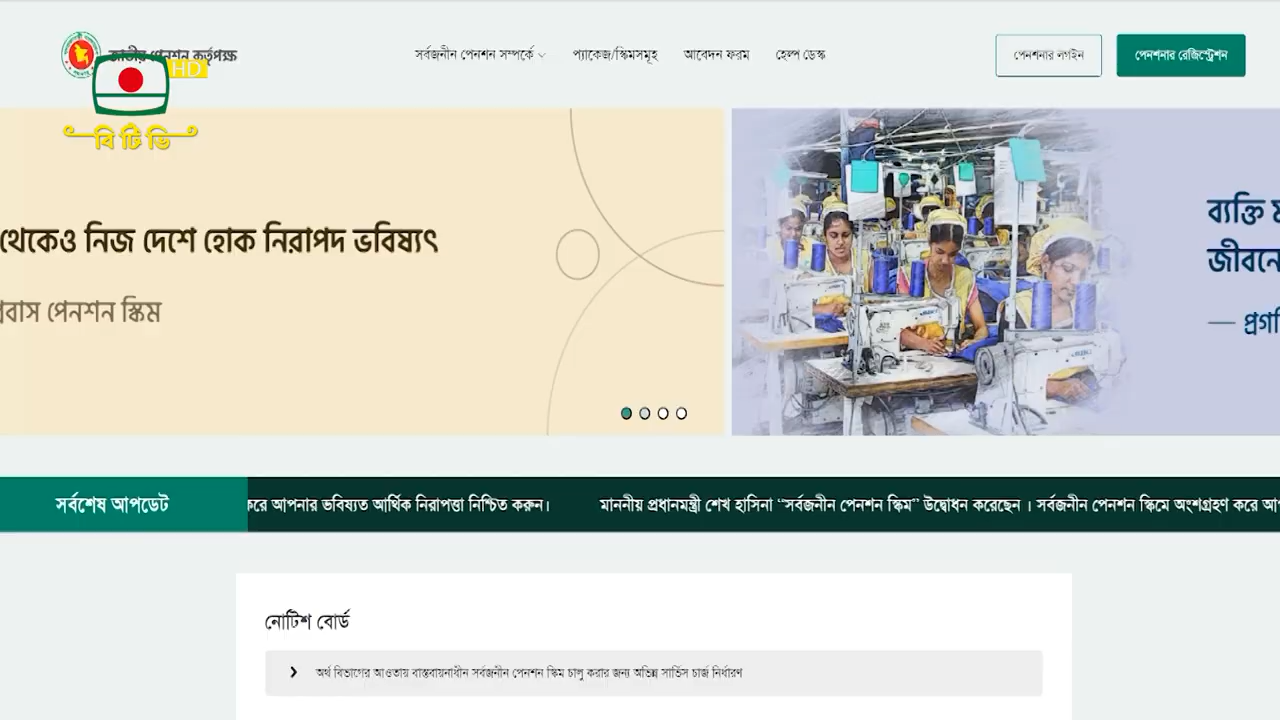 জাতীয় পেনশন কর্তৃপক্ষ
HD
বি টি ভি
সর্বজনীন পেনশন সম্পর্কে
প্যাকেজ/স্কিমসমূহ
আবেদন ফরম
হেল্প ডেস্ক
পেনশনার লগইন
পেনশনার রেজিস্ট্রেশন
থেকেও নিজ দেশে হোক নিরাপদ ভবিষ্যৎ
প্রবাস পেনশন স্কিম
ব্যক্তি
জীবনে
— প্রগ
সর্বশেষ আপডেট
করে আপনার ভবিষ্যত আর্থিক নিরাপত্তা নিশ্চিত করুন।
মাননীয় প্রধানমন্ত্রী শেখ হাসিনা “সর্বজনীন পেনশন স্কিম” উদ্বোধন করেছেন । সর্বজনীন পেনশন স্কিমে অংশগ্রহণ করে
নোটিশ বোর্ড
অর্থ বিভাগের আওতায় বাস্তবায়নাধীন সর্বজনীন পেনশন স্কিম চালু করার জন্য অভিন্ন সার্ভিস চার্জ নির্ধারণ